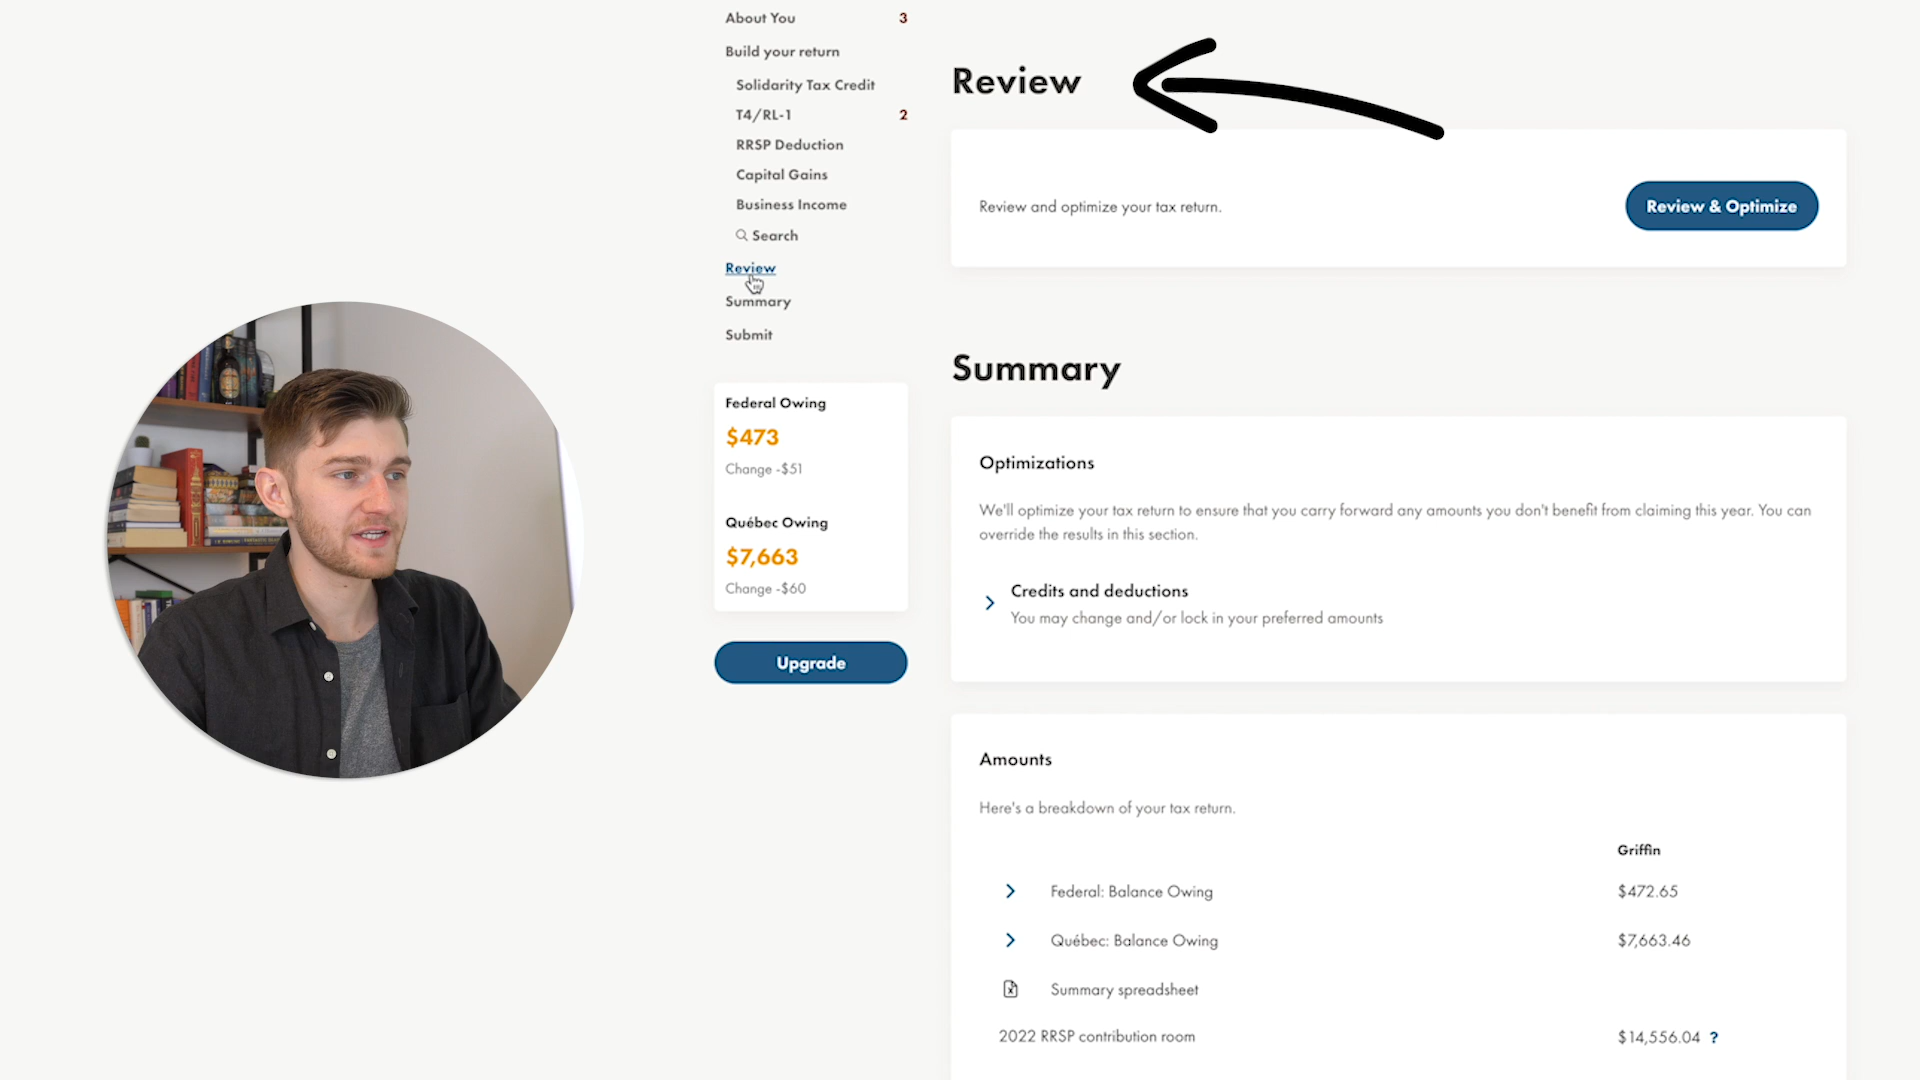 About You 3
Build your return
Solidarity Tax Credit
T4/RL-1 2
RRSP Deduction
Capital Gains
Business Income
Search
Review
Summary
Submit
Federal Owing
$473
Change -$51
Québec Owing
$7,663
Change -$60
Upgrade
Review
Review and optimize your tax return.
Review & Optimize
Summary
Optimizations
We'll optimize your tax return to ensure that you carry forward any amounts you don't benefit from claiming this year. You can
override the results in this section.
Credits and deductions
You may change and/or lock in your preferred amounts
Amounts
Here's a breakdown of your tax return.
Griffin
Federal: Balance Owing $472.65
Québec: Balance Owing $7,663.46
Summary spreadsheet
2022 RRSP contribution room $14,556.04 ?